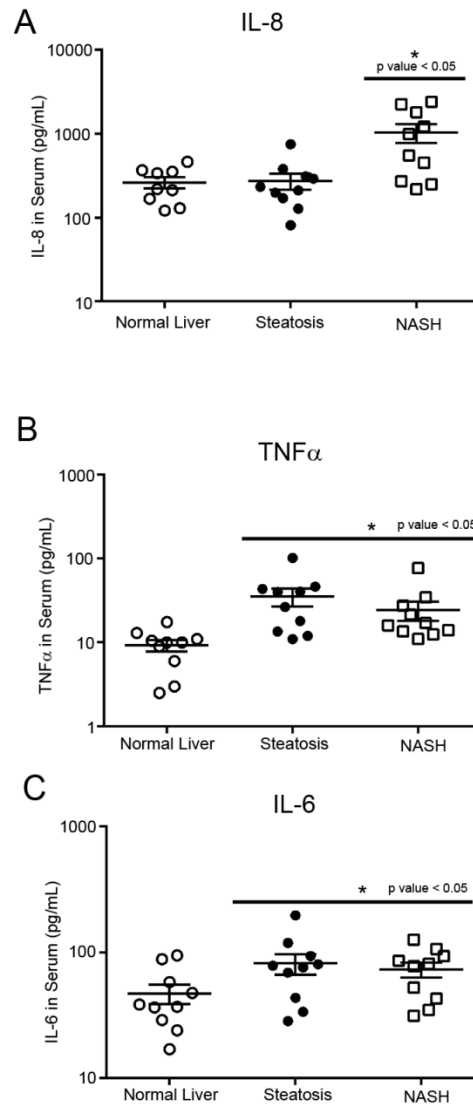 A
IL-8
10000
*
p value < 0.05
1000
IL-8 in Serum (pg/mL)
100
10
Normal Liver
Steatosis
NASH
B
TNFα
1000
* p value < 0.05
100
TNFα in Serum (pg/mL)
10
1
Normal Liver
Steatosis
NASH
C
IL-6
1000
* p value < 0.05
IL-6 in Serum (pg/mL)
100
10
Normal Liver
Steatosis
NASH